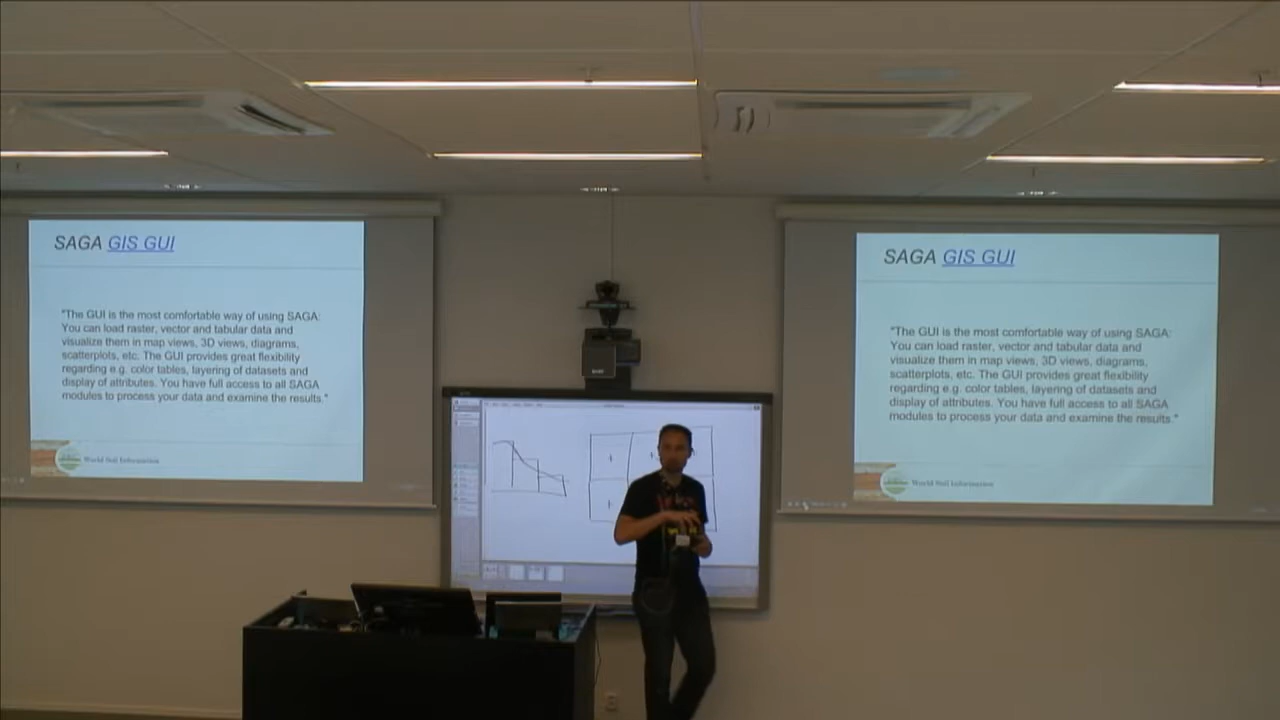 SAGA GIS GUI
"The GUI is the most comfortable way of using SAGA:
You can load raster, vector and tabular data and
visualize them in map views, 3D views, diagrams,
scatterplots, etc. The GUI provides great flexibility
regarding e.g. color tables, layering of datasets and
display of attributes. You have full access to all SAGA
modules to process your data and examine the results."
World Soil Information
SAGA GIS GUI
"The GUI is the most comfortable way of using SAGA:
You can load raster, vector and tabular data and
visualize them in map views, 3D views, diagrams,
scatterplots, etc. The GUI provides great flexibility
regarding e.g. color tables, layering of datasets and
display of attributes. You have full access to all SAGA
modules to process your data and examine the results."
World Soil Information